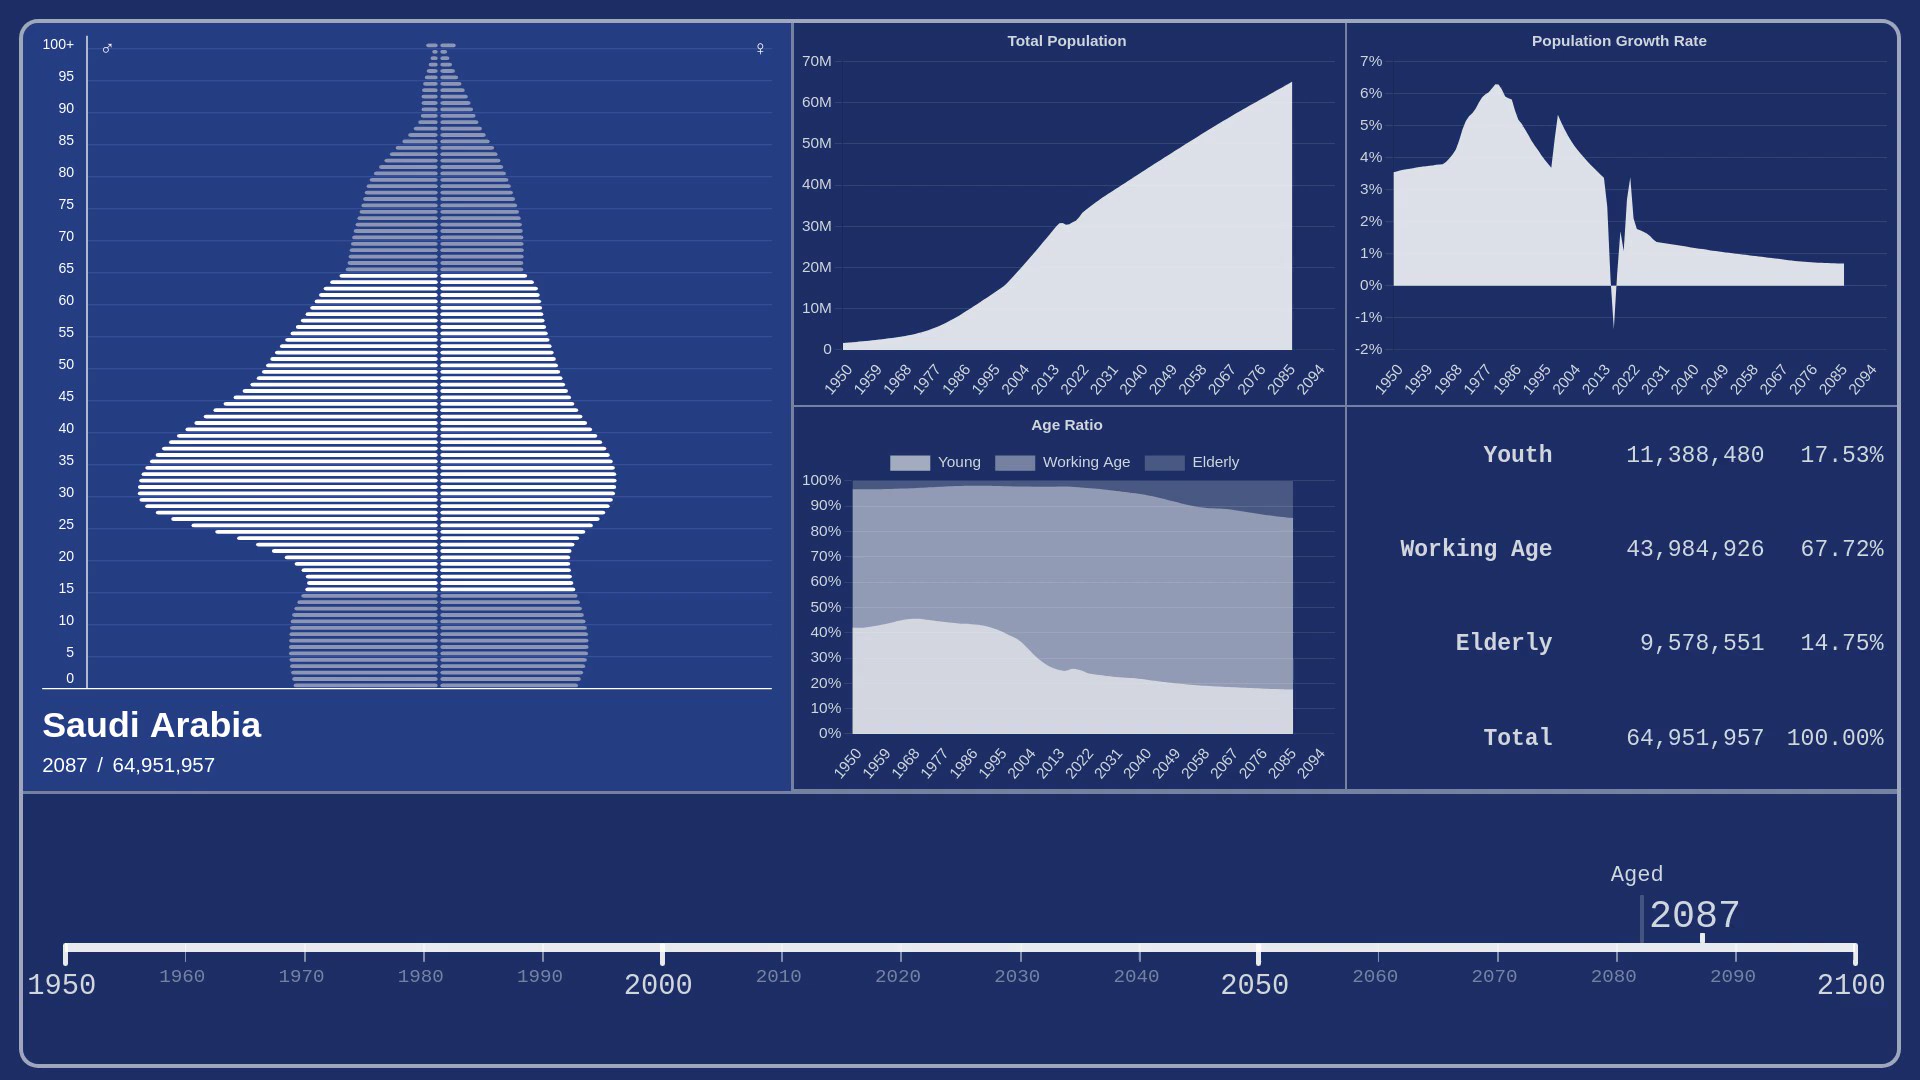 100+
♂
♀
95
90
85
80
75
70
65
60
55
50
45
40
35
30
25
20
15
10
5
0
Saudi Arabia
2087 / 64,951,957
Total Population
70M
60M
50M
40M
30M
20M
10M
0
1950 1959 1968 1977 1986 1995 2004 2013 2022 2031 2040 2049 2058 2067 2076 2085 2094
Population Growth Rate
7%
6%
5%
4%
3%
2%
1%
0%
-1%
-2%
1950 1959 1968 1977 1986 1995 2004 2013 2022 2031 2040 2049 2058 2067 2076 2085 2094
Age Ratio
Young Working Age Elderly
100%
90%
80%
70%
60%
50%
40%
30%
20%
10%
0%
1950 1959 1968 1977 1986 1995 2004 2013 2022 2031 2040 2049 2058 2067 2076 2085 2094
Youth 11,388,480 17.53%
Working Age 43,984,926 67.72%
Elderly 9,578,551 14.75%
Total 64,951,957 100.00%
Aged
2087
1950 1960 1970 1980 1990 2000 2010 2020 2030 2040 2050 2060 2070 2080 2090 2100